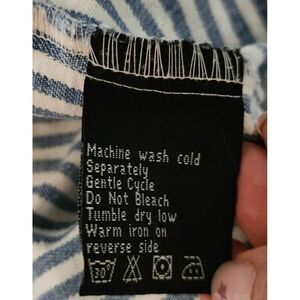 Machine wash cold
Separately
Gentle Cycle
Do Not Bleach
Tumble dry low
Warm iron on
reverse side
30°